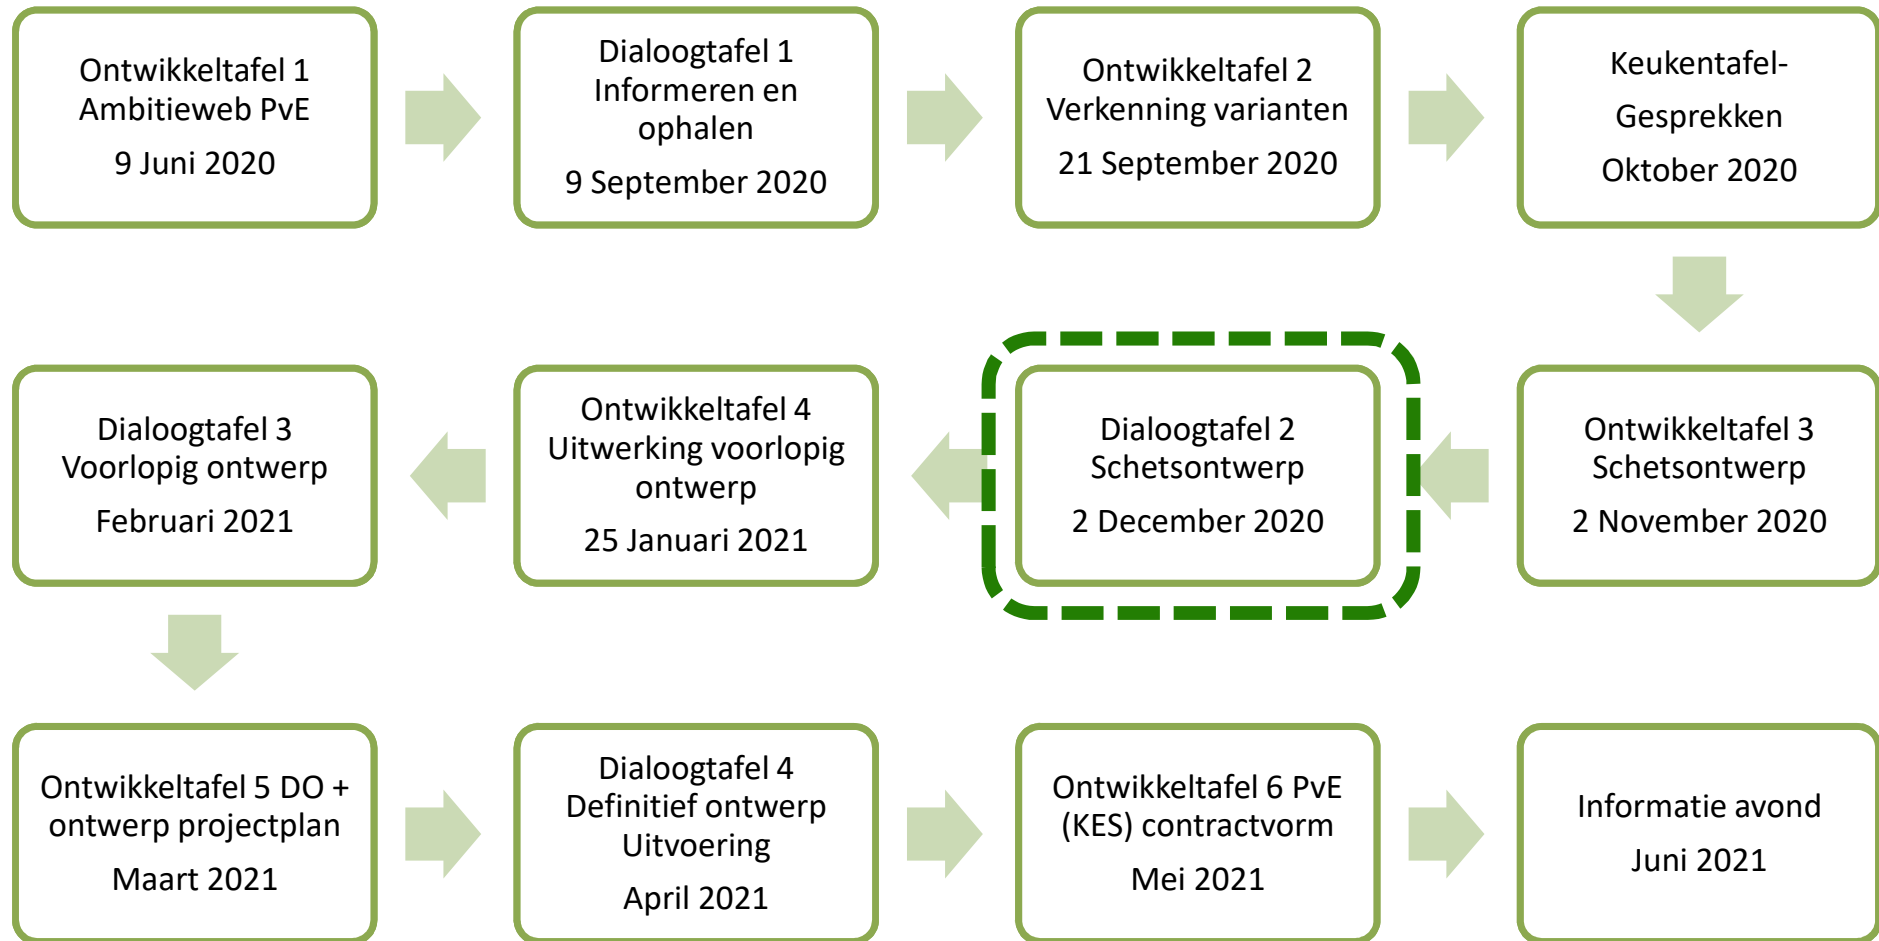 Ontwikkeltafel 1
Ambitieweb PvE
9 Juni 2020
Dialoogtafel 1
Informeren en
ophalen
9 September 2020
Ontwikkeltafel 2
Verkenning varianten
21 September 2020
Keukentafel-
Gesprekken
Oktober 2020
Ontwikkeltafel 3
Schetsontwerp
2 November 2020
Dialoogtafel 2
Schetsontwerp
2 December 2020
Ontwikkeltafel 4
Uitwerking voorlopig
ontwerp
25 Januari 2021
Dialoogtafel 3
Voorlopig ontwerp
Februari 2021
Ontwikkeltafel 5 DO +
ontwerp projectplan
Maart 2021
Dialoogtafel 4
Definitief ontwerp
Uitvoering
April 2021
Ontwikkeltafel 6 PvE
(KES) contractvorm
Mei 2021
Informatie avond
Juni 2021